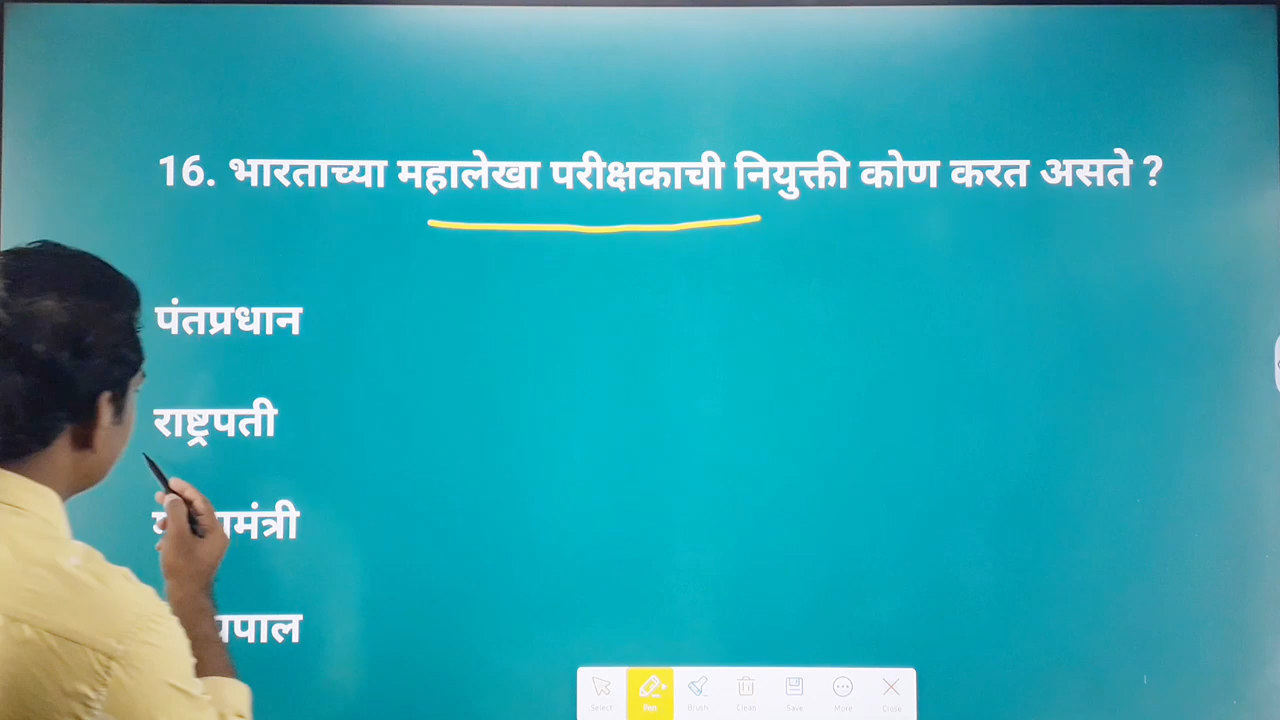 16. भारताच्या महालेखा परीक्षकाची नियुक्ती कोण करत असते ?
पंतप्रधान
राष्ट्रपती
Select Pen Brush Clean Save More Close